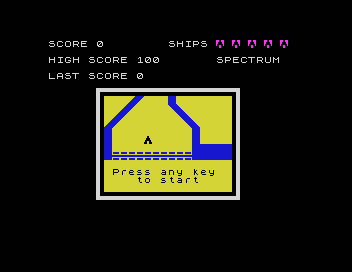 SCORE 0 SHIPS
HIGH SCORE 100 SPECTRUM
LAST SCORE 0
Press any key
to start